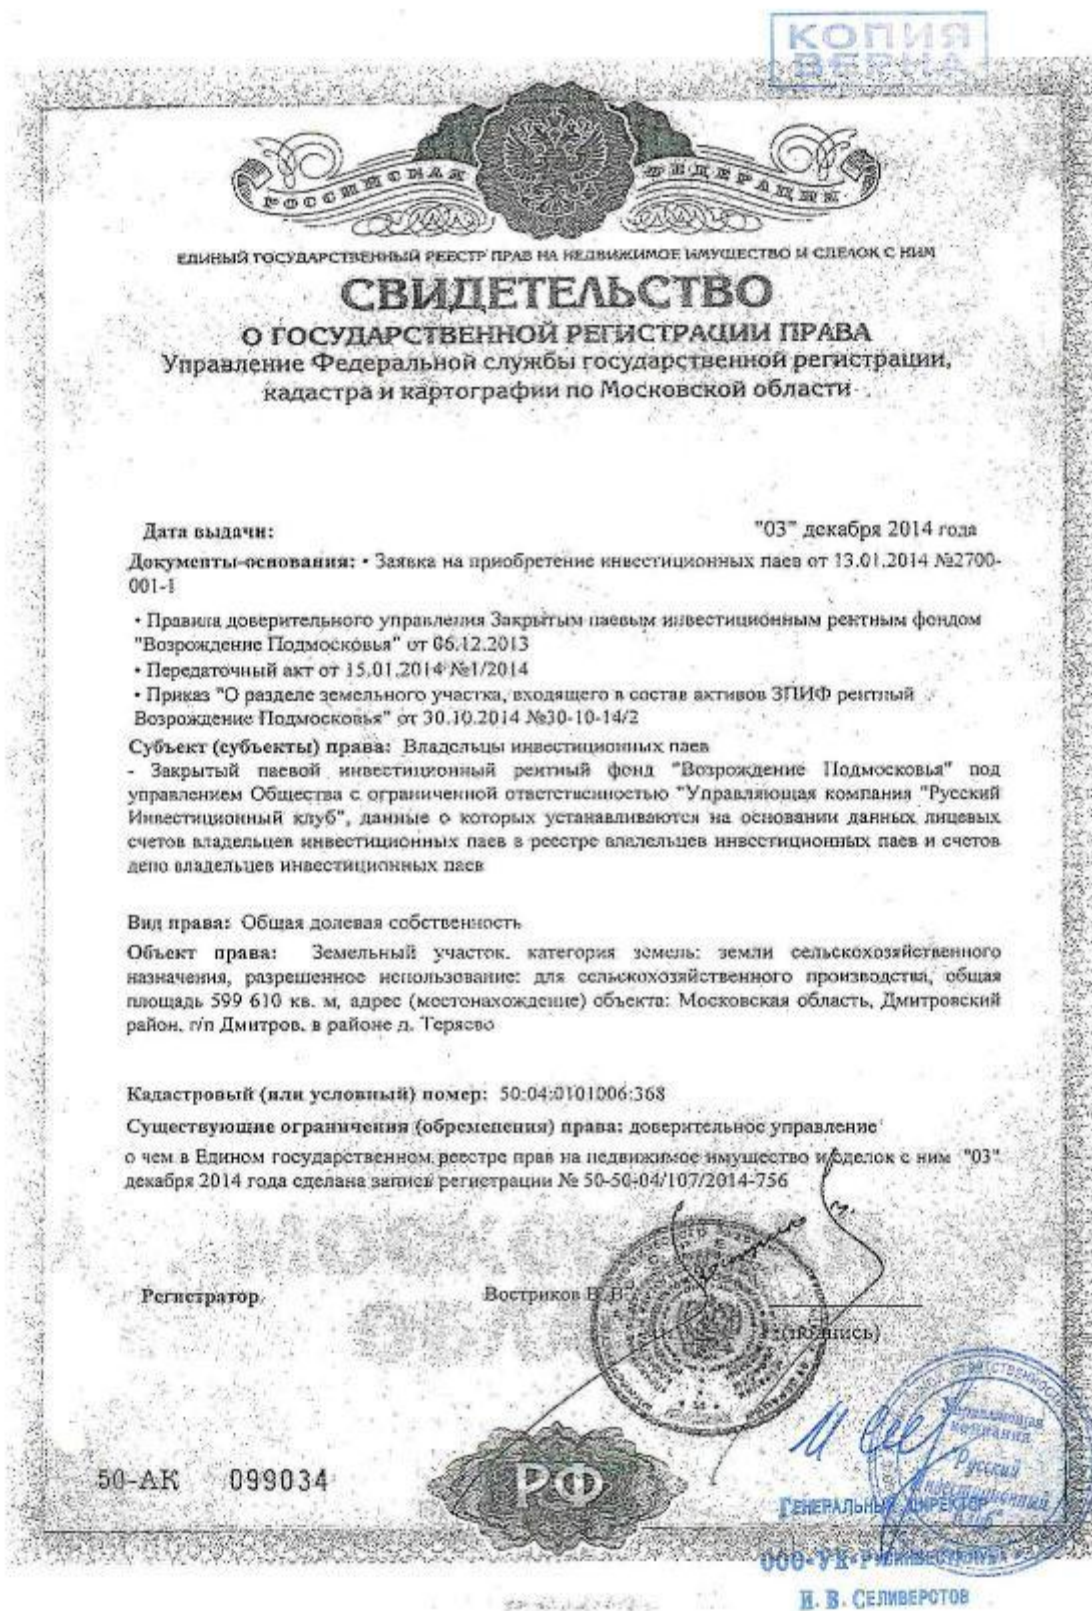 КОПИЯ
ВЕРНА
РОССИЙСКАЯ ФЕДЕРАЦИЯ
ЕДИНЫЙ ГОСУДАРСТВЕННЫЙ РЕЕСТР ПРАВ НА НЕДВИЖИМОЕ ИМУЩЕСТВО И СДЕЛОК С НИМ
СВИДЕТЕЛЬСТВО
О ГОСУДАРСТВЕННОЙ РЕГИСТРАЦИИ ПРАВА
Управление Федеральной службы государственной регистрации,
кадастра и картографии по Московской области
Дата выдачи: "03" декабря 2014 года
Документы-основания: • Заявка на приобретение инвестиционных паев от 13.01.2014 №2700-
001-1
• Правила доверительного управления Закрытым паевым инвестиционным рентным фондом
"Возрождение Подмосковья" от 06.12.2013
• Передаточный акт от 15.01.2014 №1/2014
• Приказ "О разделе земельного участка, входящего в состав активов ЗПИФ рентный
Возрождение Подмосковья" от 30.10.2014 №30-10-14/2
Субъект (субъекты) права: Владельцы инвестиционных паев
- Закрытый паевой инвестиционный рентный фонд "Возрождение Подмосковья" под
управлением Общества с ограниченной ответственностью "Управляющая компания "Русский
Инвестиционный клуб", данные о которых устанавливаются на основании данных лицевых
счетов владельцев инвестиционных паев в реестре владельцев инвестиционных паев и счетов
депо владельцев инвестиционных паев
Вид права: Общая долевая собственность
Объект права: Земельный участок. категория земель: земли сельскохозяйственного
назначения, разрешенное использование: для сельскохозяйственного производства, общая
площадь 599 610 кв. м, адрес (местонахождение) объекта: Московская область, Дмитровский
район, г/п Дмитров, в районе д. Теряево
Кадастровый (или условный) номер: 50:04:0101006:368
Существующие ограничения (обременения) права: доверительное управление
о чем в Едином государственном реестре прав на недвижимое имущество и сделок с ним "03"
декабря 2014 года сделана запись регистрации № 50-50-04/107/2014-756
Регистратор Востриков В. В.
(подпись)
Управляющая
компания
Русский
Инвестиционный
Клуб
50-АК 099034
РФ
ГЕНЕРАЛЬНЫЙ ДИРЕКТОР
И. В. СЕЛИВЕРСТОВ